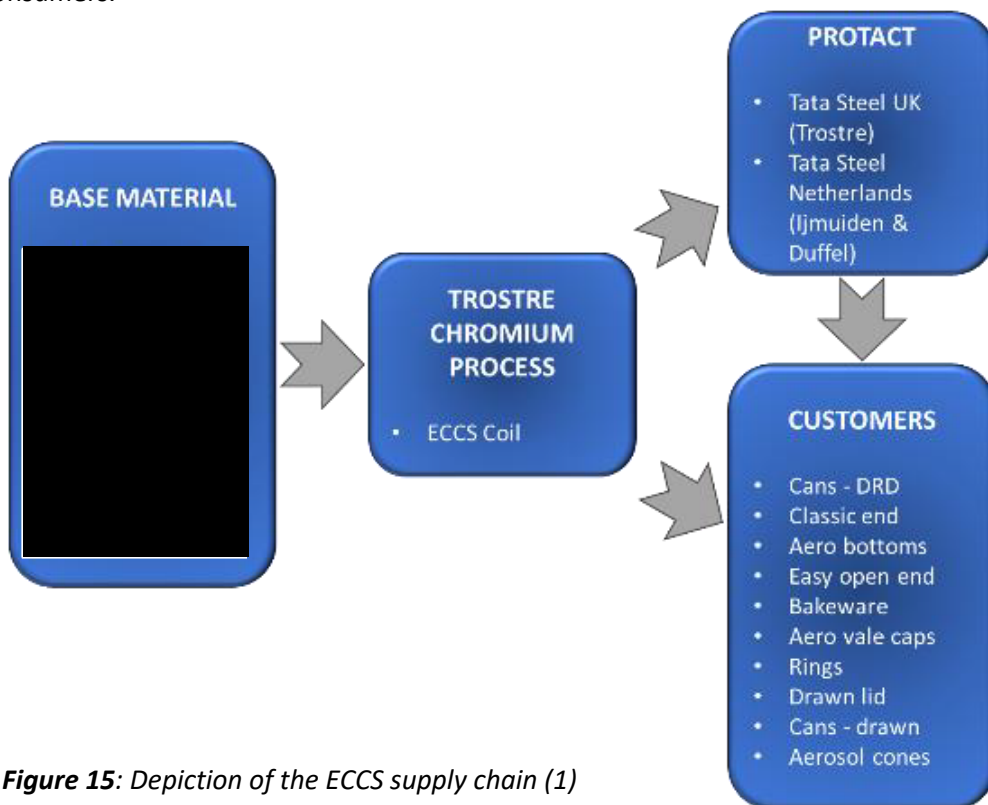 onsumers.
BASE MATERIAL
TROSTRE
CHROMIUM
PROCESS
• ECCS Coil
PROTACT
• Tata Steel UK
(Trostre)
• Tata Steel
Netherlands
(Ijmuiden &
Duffel)
CUSTOMERS
• Cans - DRD
• Classic end
• Aero bottoms
• Easy open end
• Bakeware
• Aero vale caps
• Rings
• Drawn lid
• Cans - drawn
• Aerosol cones
Figure 15: Depiction of the ECCS supply chain (1)